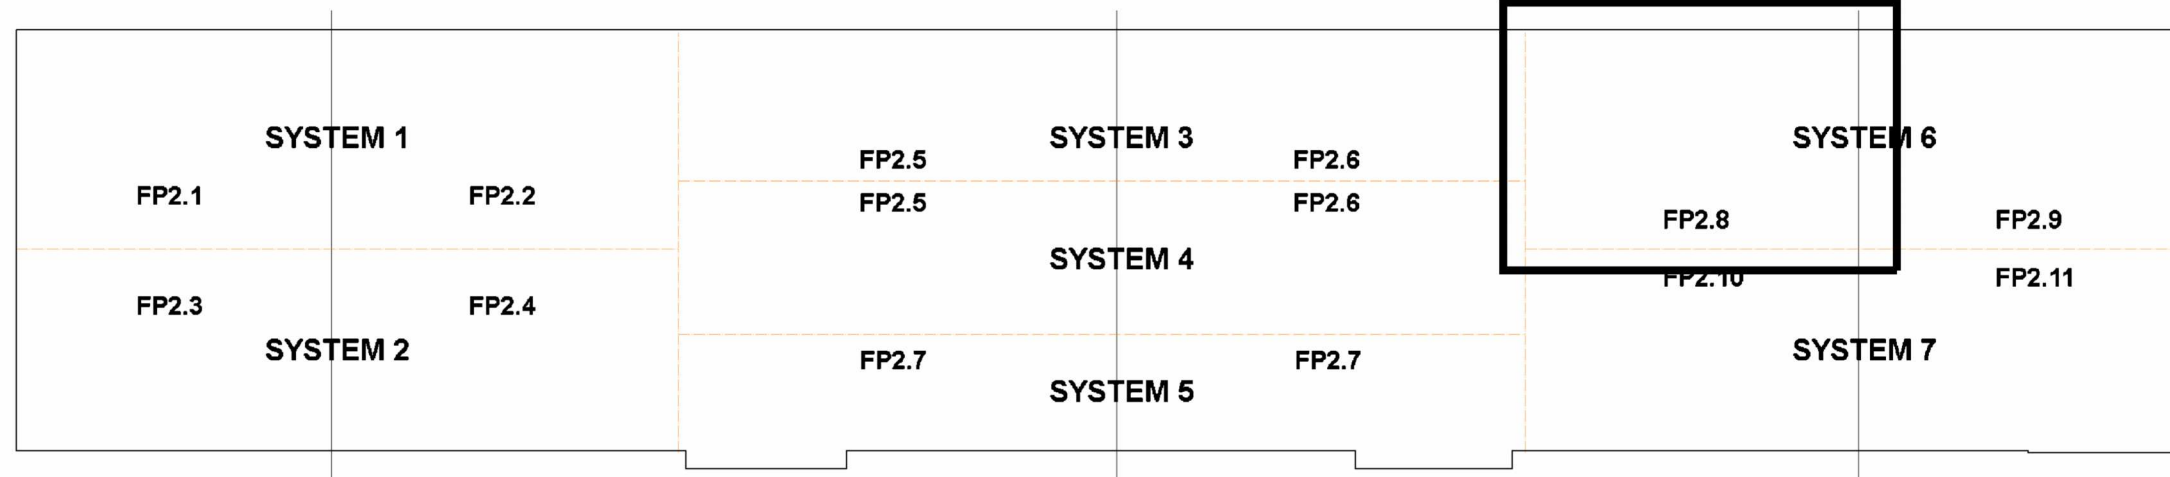 SYSTEM 1
FP2.1
FP2.2
FP2.3
FP2.4
SYSTEM 2
SYSTEM 3
FP2.5
FP2.6
FP2.5
FP2.6
SYSTEM 4
FP2.7
FP2.7
SYSTEM 5
SYSTEM 6
FP2.8
FP2.9
FP2.10
FP2.11
SYSTEM 7